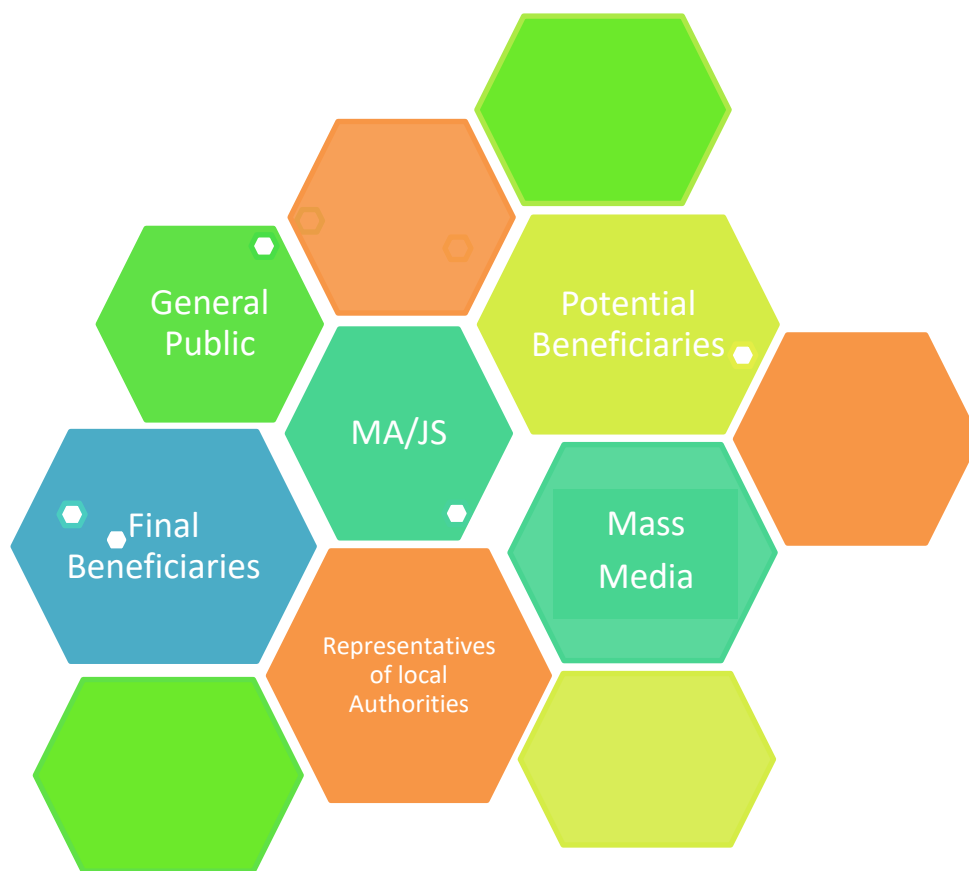 General
Public
Potential
Beneficiaries
MA/JS
Final
Beneficiaries
Mass
Media
Representatives
of local
Authorities